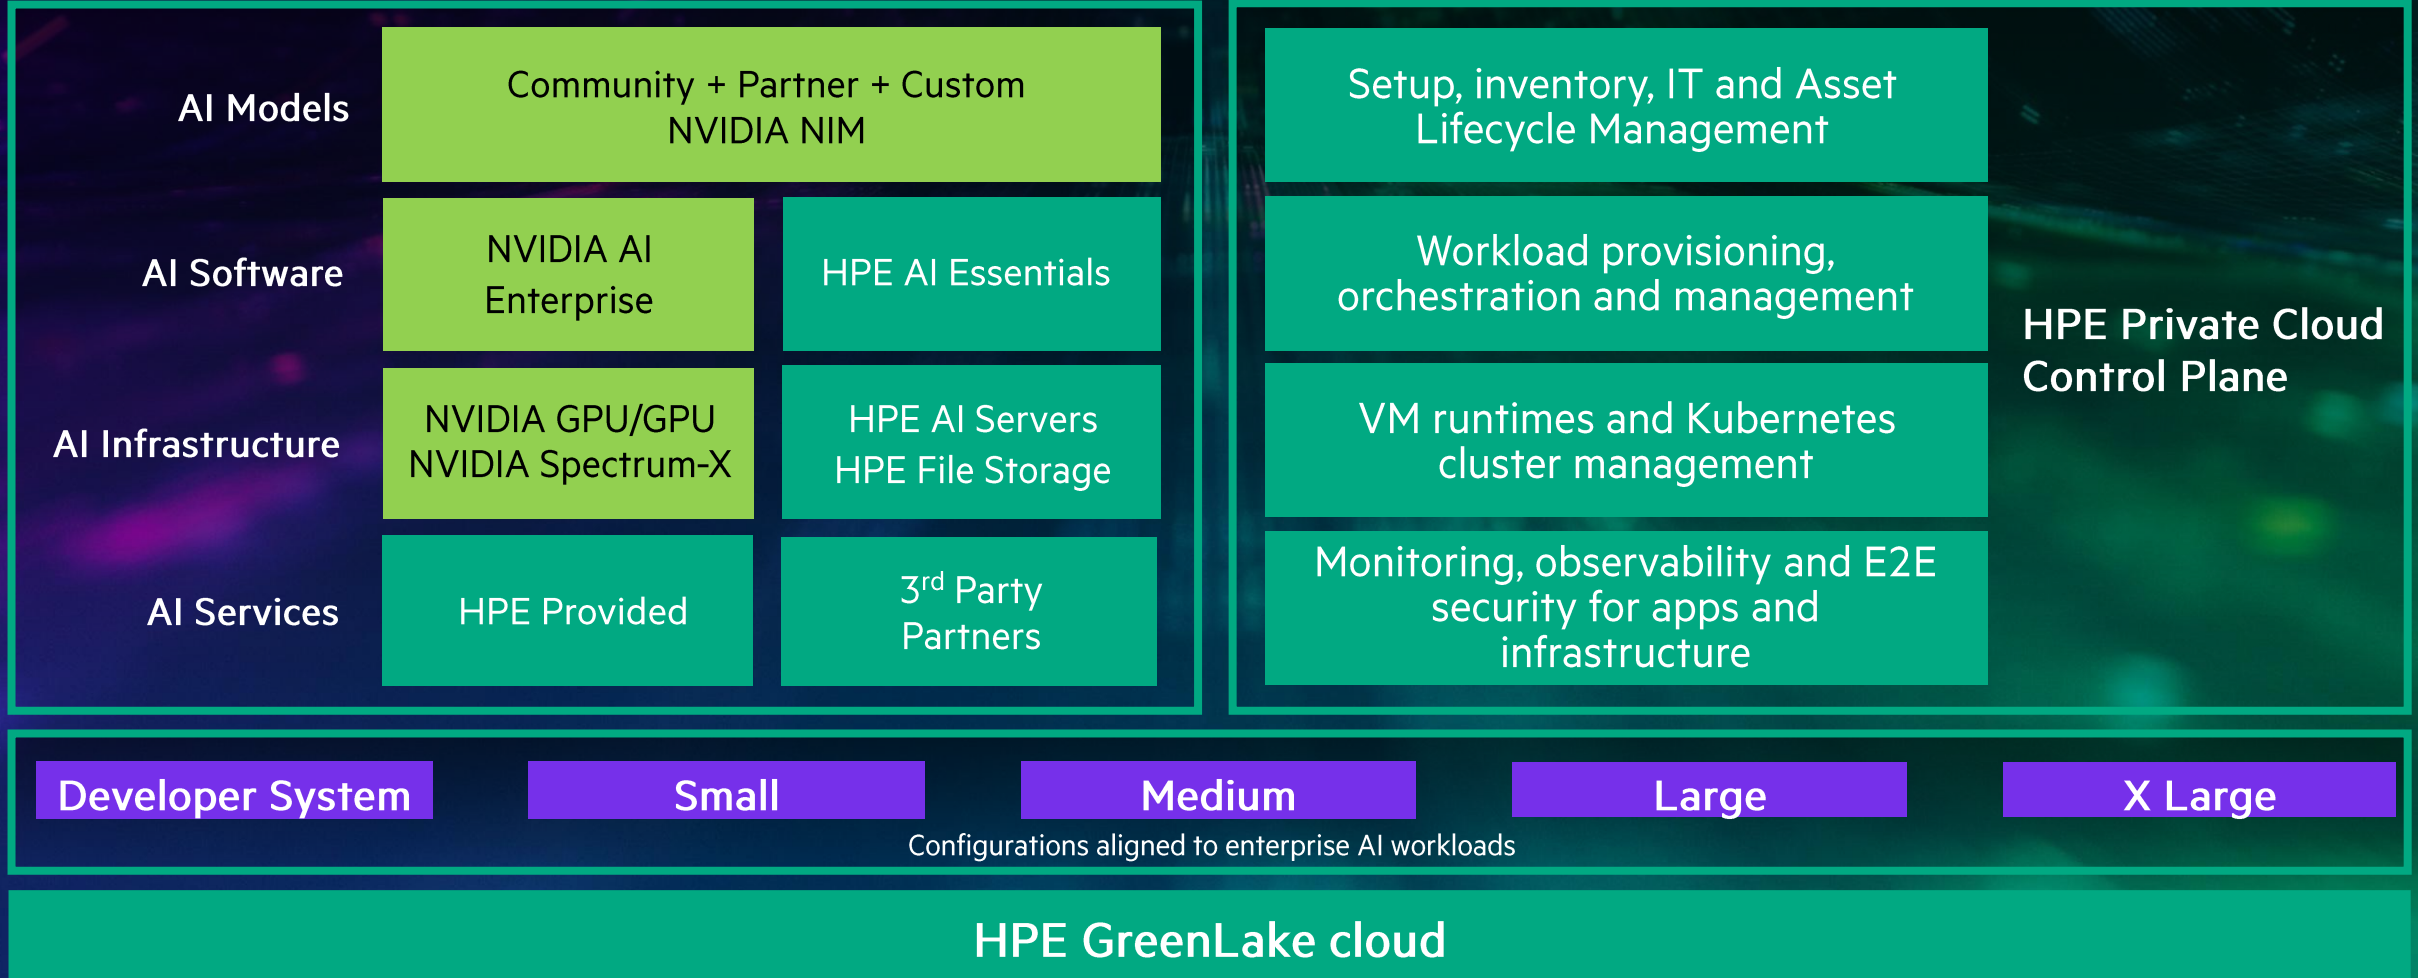 AI Models
Community + Partner + Custom
NVIDIA NIM
AI Software
NVIDIA AI
Enterprise
HPE AI Essentials
AI Infrastructure
NVIDIA GPU/GPU
NVIDIA Spectrum-X
HPE AI Servers
HPE File Storage
AI Services
HPE Provided
3rd Party
Partners
Setup, inventory, IT and Asset
Lifecycle Management
Workload provisioning,
orchestration and management
VM runtimes and Kubernetes
cluster management
Monitoring, observability and E2E
security for apps and
infrastructure
HPE Private Cloud
Control Plane
Developer System
Small
Medium
Large
X Large
Configurations aligned to enterprise AI workloads
HPE GreenLake cloud